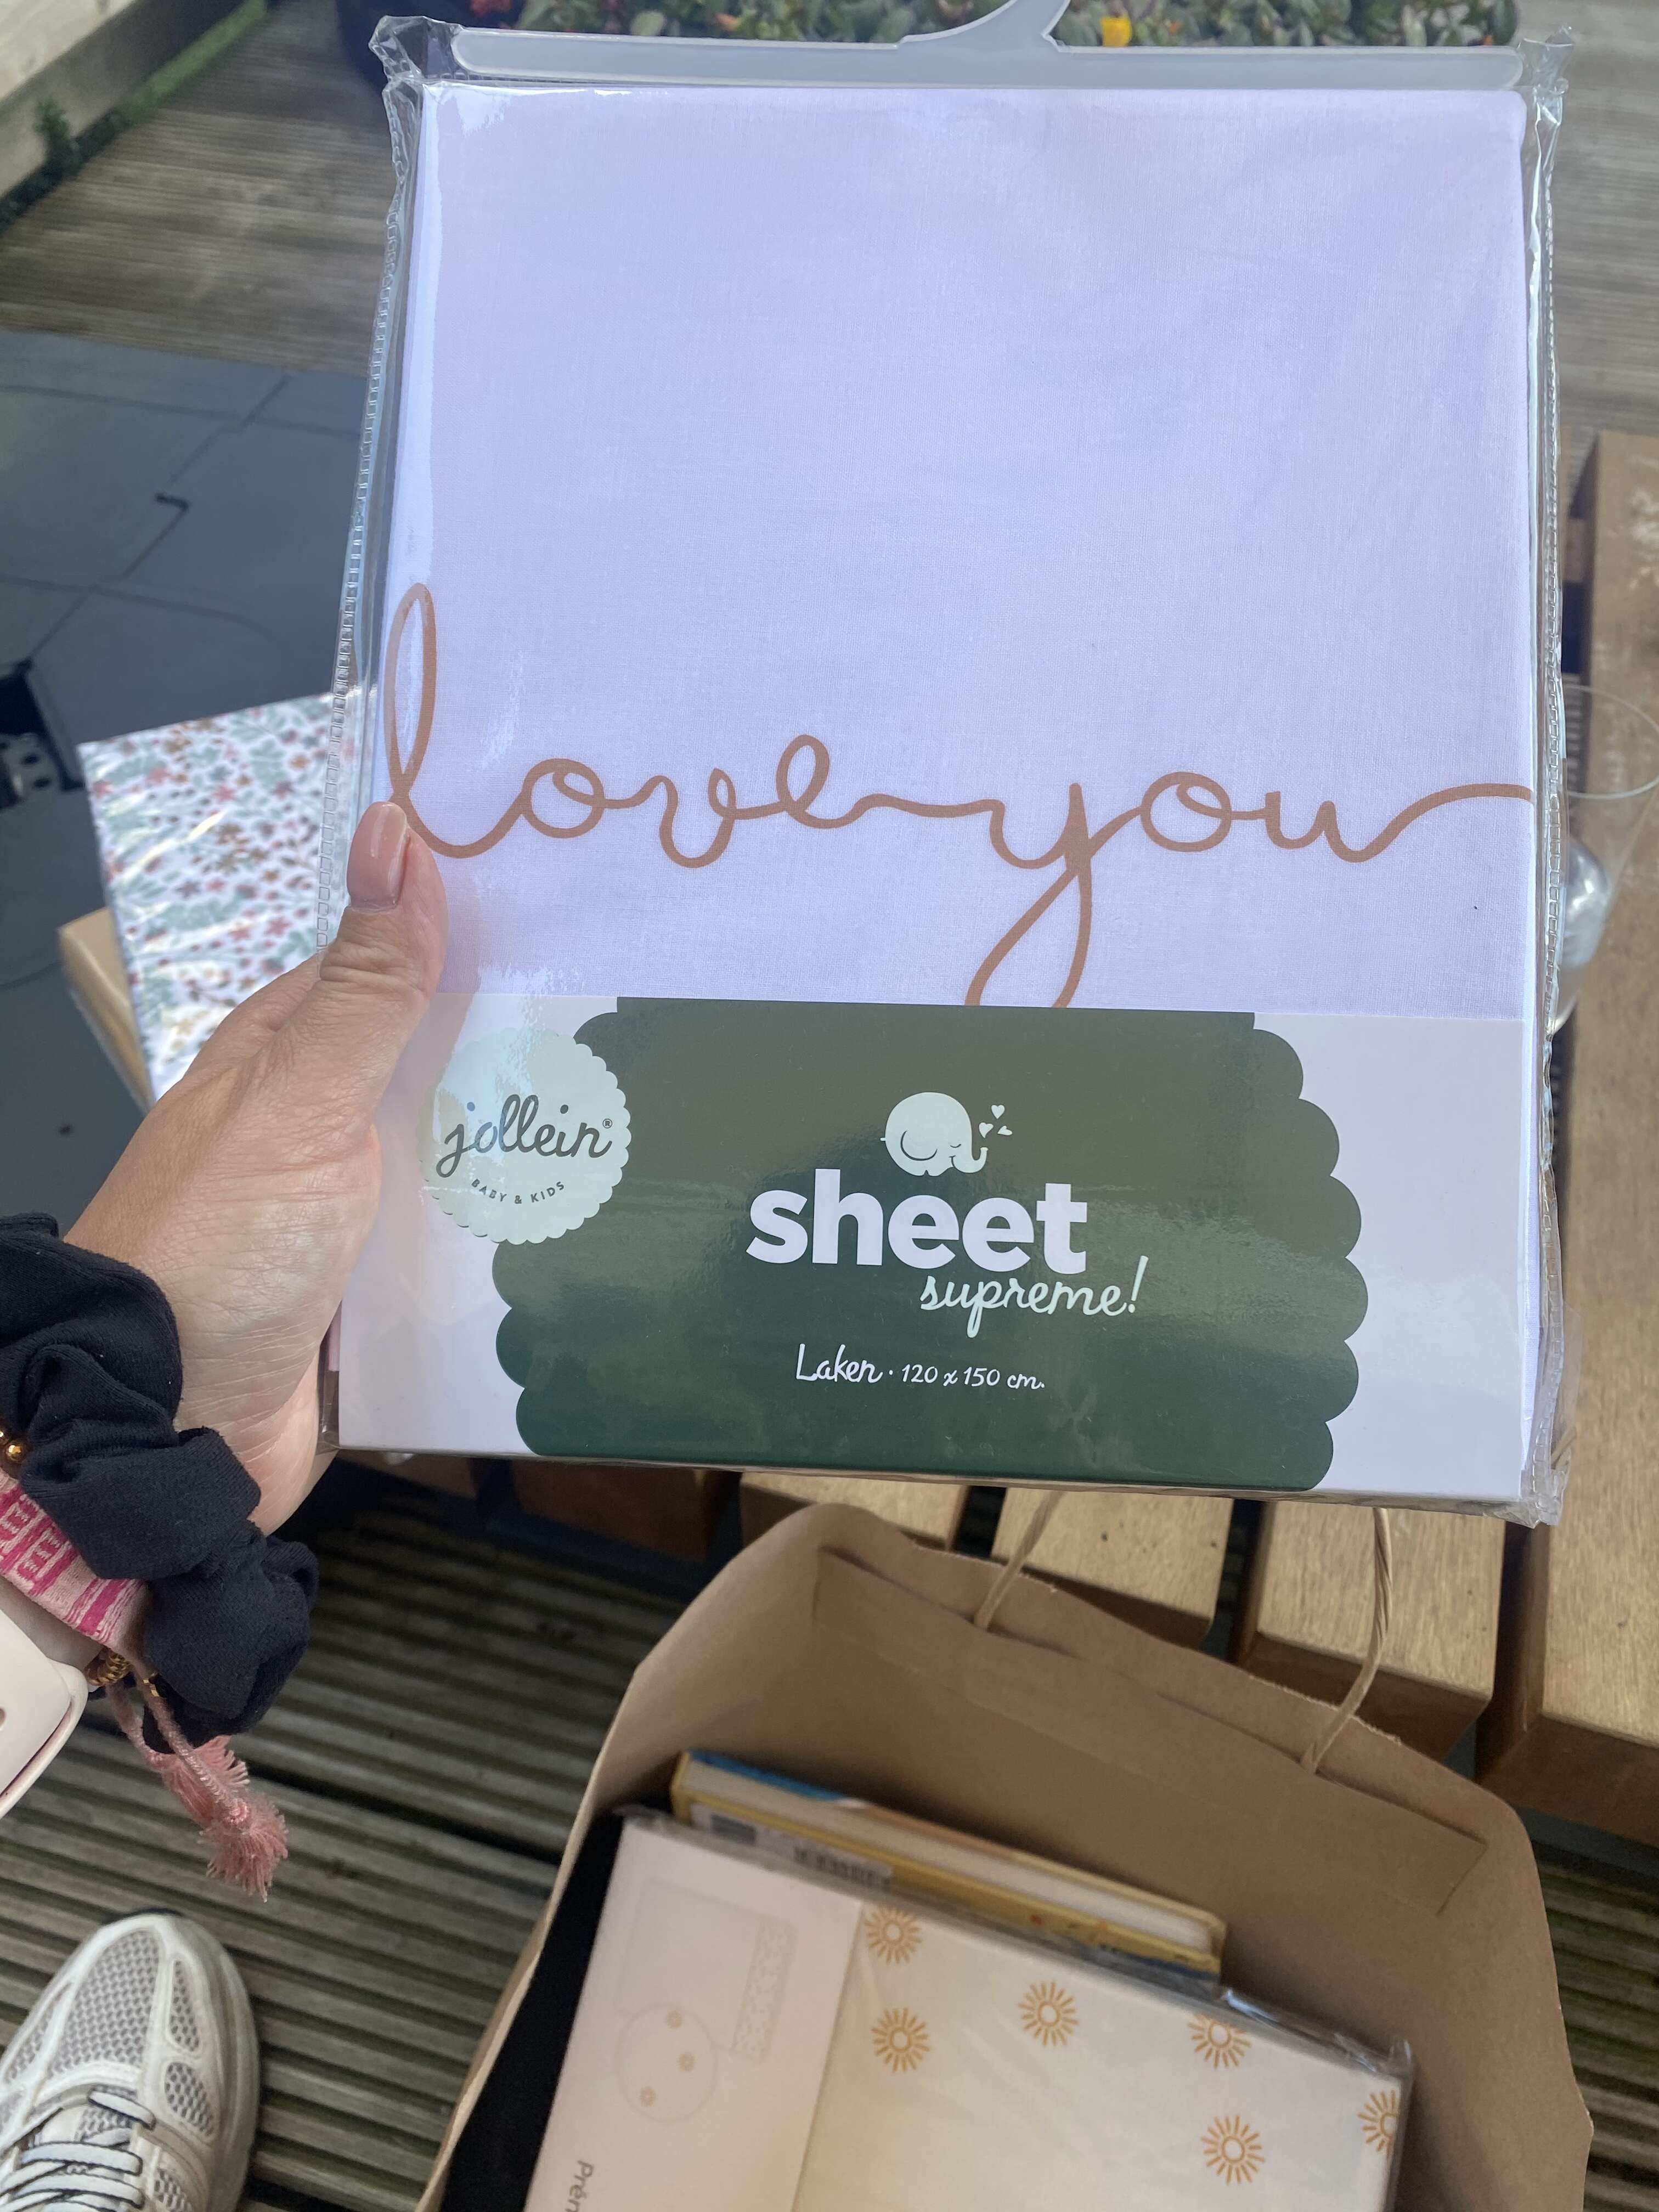 love you
jollein®
BABY & KIDS
sheet
supreme!
Laken · 120 x 150 cm.